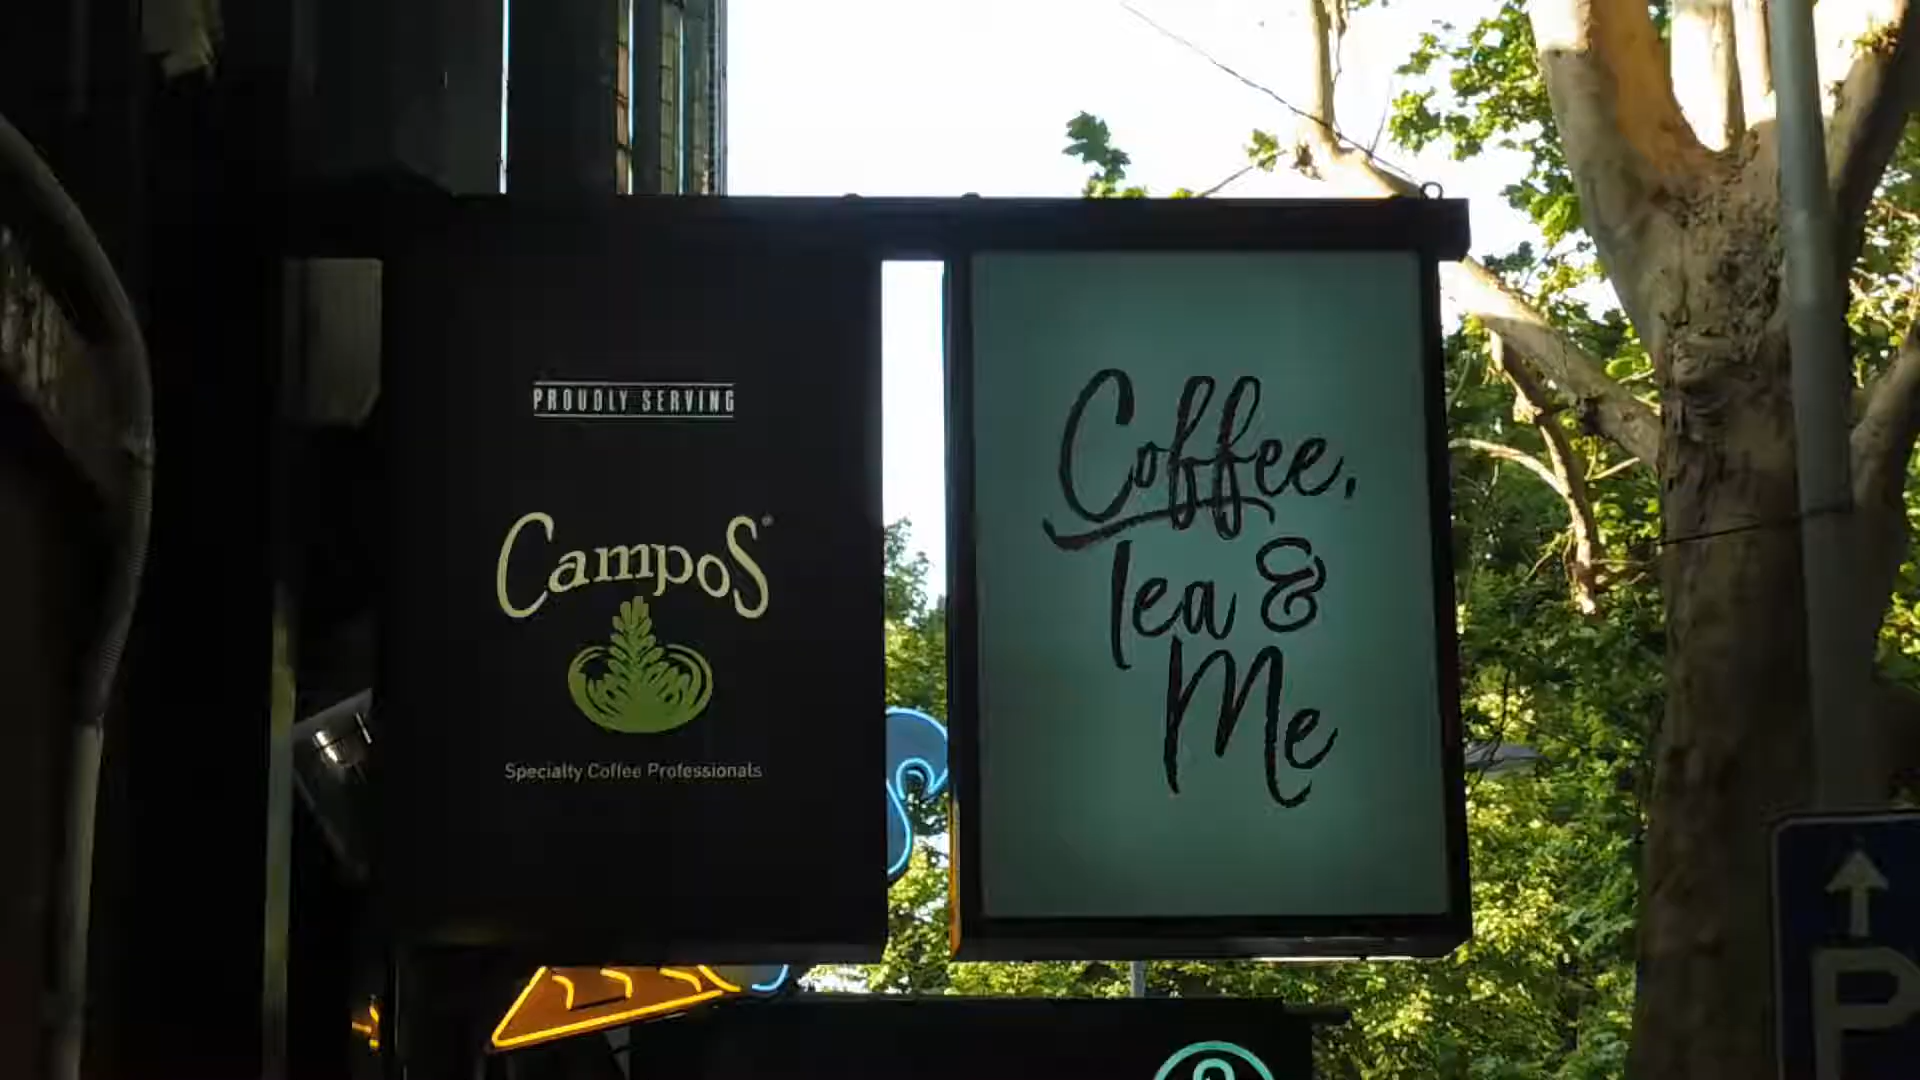 PROUDLY SERVING
CampoS®
Specialty Coffee Professionals
Coffee,
Tea &
Me
P